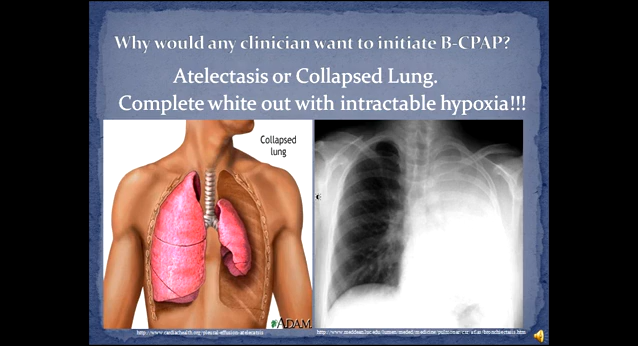 Why would any clinician want to initiate B-CPAP?
Atelectasis or Collapsed Lung.
Complete white out with intractable hypoxia!!!
Collapsed
lung
ADAM.